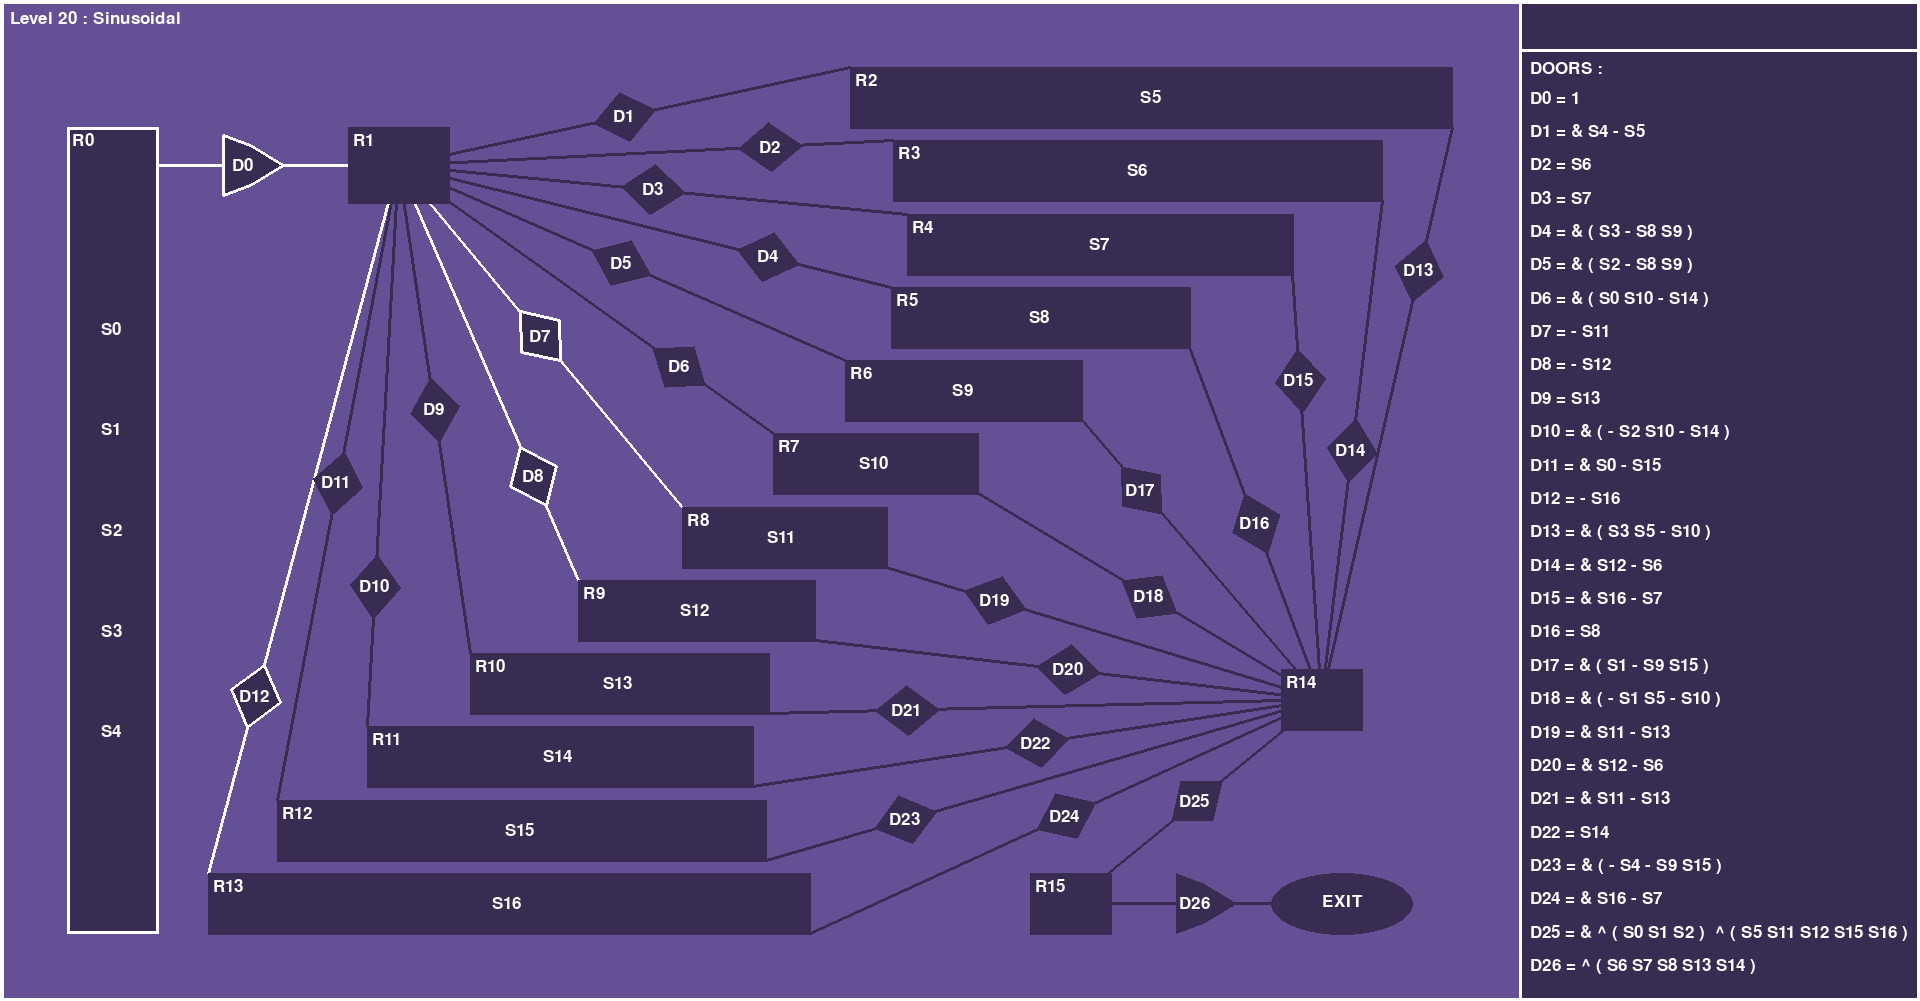 Level 20 : Sinusoidal
DOORS :
D0 = 1
D1 = & S4 - S5
D2 = S6
D3 = S7
D4 = & ( S3 - S8 S9 )
D5 = & ( S2 - S8 S9 )
D6 = & ( S0 S10 - S14 )
D7 = - S11
D8 = - S12
D9 = S13
D10 = & ( - S2 S10 - S14 )
D11 = & S0 - S15
D12 = - S16
D13 = & ( S3 S5 - S10 )
D14 = & S12 - S6
D15 = & S16 - S7
D16 = S8
D17 = & ( S1 - S9 S15 )
D18 = & ( - S1 S5 - S10 )
D19 = & S11 - S13
D20 = & S12 - S6
D21 = & S11 - S13
D22 = S14
D23 = & ( - S4 - S9 S15 )
D24 = & S16 - S7
D25 = & ^ ( S0 S1 S2 ) ^ ( S5 S11 S12 S15 S16 )
D26 = ^ ( S6 S7 S8 S13 S14 )
R0
S0
S1
S2
S3
S4
D0
R1
D1
D2
D3
D4
D5
D6
D7
D8
D9
D10
D11
D12
R2
S5
R3
S6
R4
S7
R5
S8
R6
S9
R7
S10
R8
S11
R9
S12
R10
S13
R11
S14
R12
S15
R13
S16
D13
D14
D15
D16
D17
D18
D19
D20
D21
D22
D23
D24
R14
D25
R15
D26
EXIT